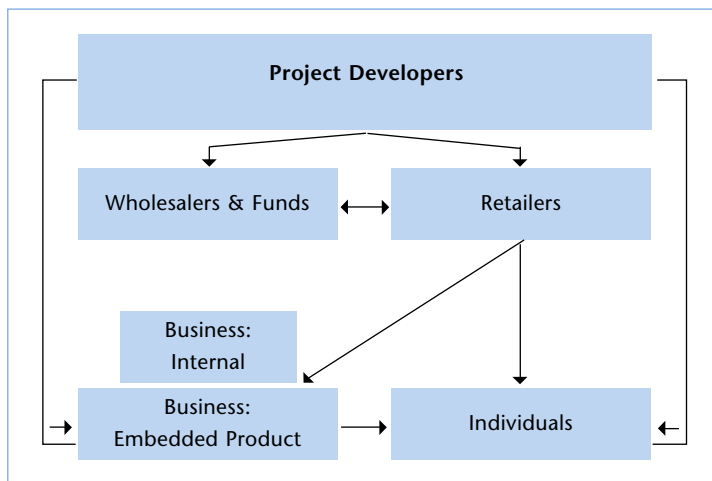 Project Developers
Wholesalers & Funds
Retailers
Business:
Internal
Business:
Embedded Product
Individuals